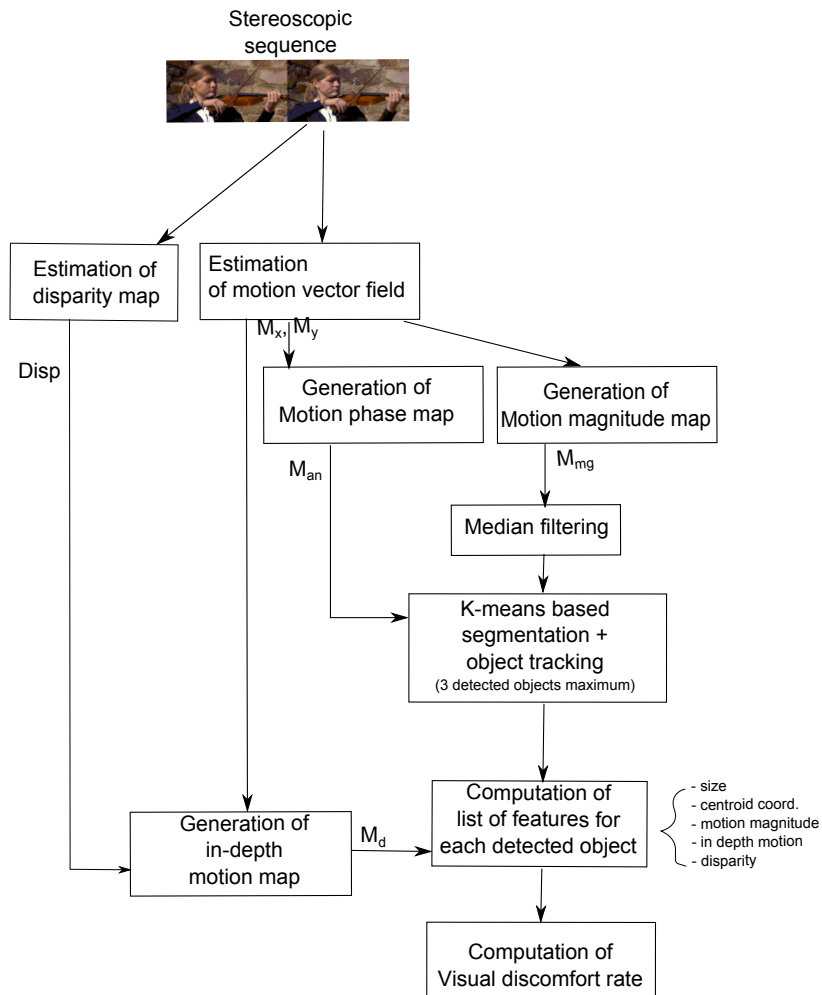 Stereoscopic
sequence
Estimation of
disparity map
Estimation
of motion vector field
Mx, My
Disp
Generation of
Motion phase map
Generation of
Motion magnitude map
Man
Mmg
Median filtering
K-means based
segmentation +
object tracking
(3 detected objects maximum)
Computation of
list of features for
each detected object
- size
- centroid coord.
- motion magnitude
- in depth motion
- disparity
Generation of
in-depth
motion map
Md
Computation of
Visual discomfort rate